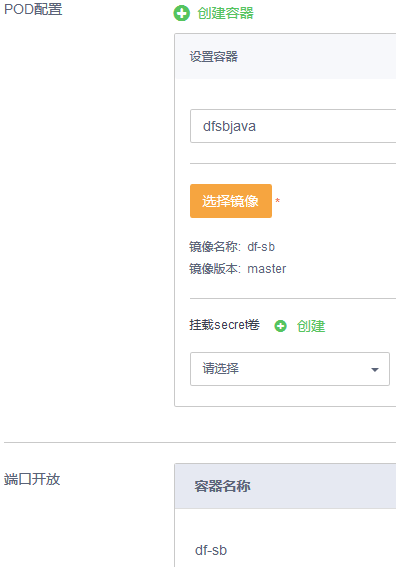 POD配置
创建容器
设置容器
dfsbjava
选择镜像 *
镜像名称: df-sb
镜像版本: master
挂载secret卷 创建
请选择
端口开放
容器名称
df-sb